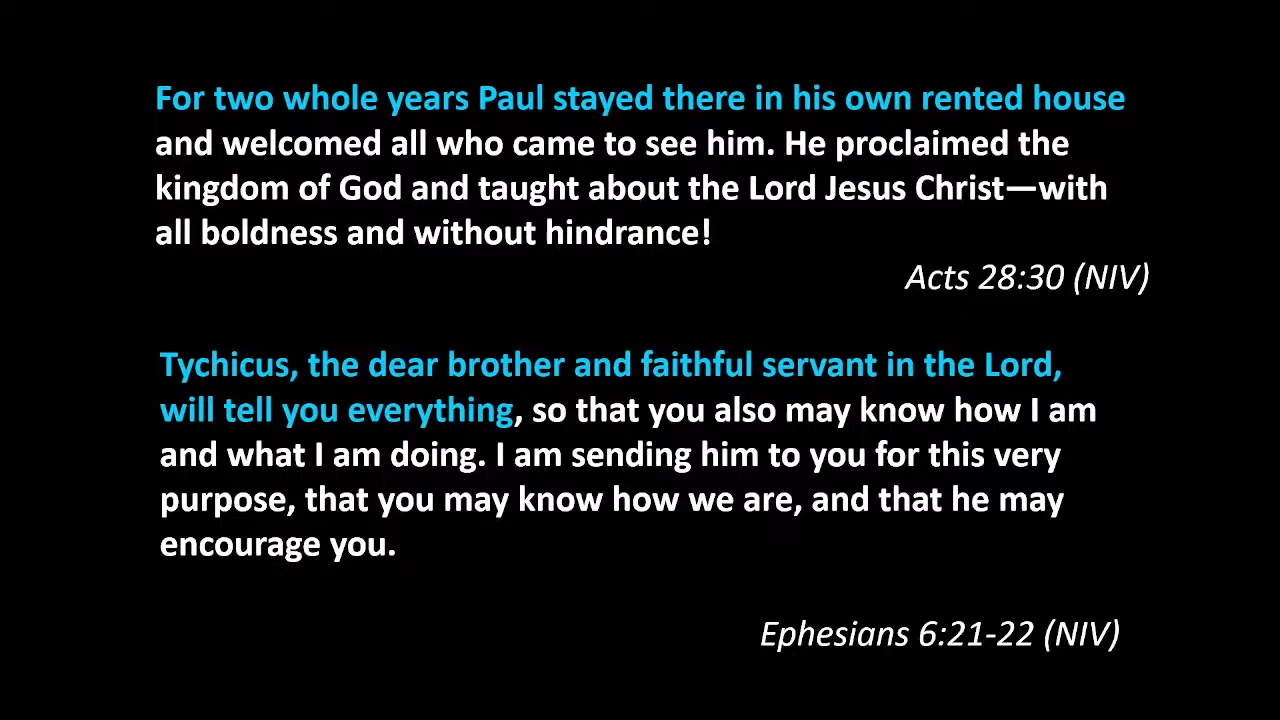 For two whole years Paul stayed there in his own rented house
and welcomed all who came to see him. He proclaimed the
kingdom of God and taught about the Lord Jesus Christ—with
all boldness and without hindrance!
Acts 28:30 (NIV)
Tychicus, the dear brother and faithful servant in the Lord,
will tell you everything, so that you also may know how I am
and what I am doing. I am sending him to you for this very
purpose, that you may know how we are, and that he may
encourage you.
Ephesians 6:21-22 (NIV)